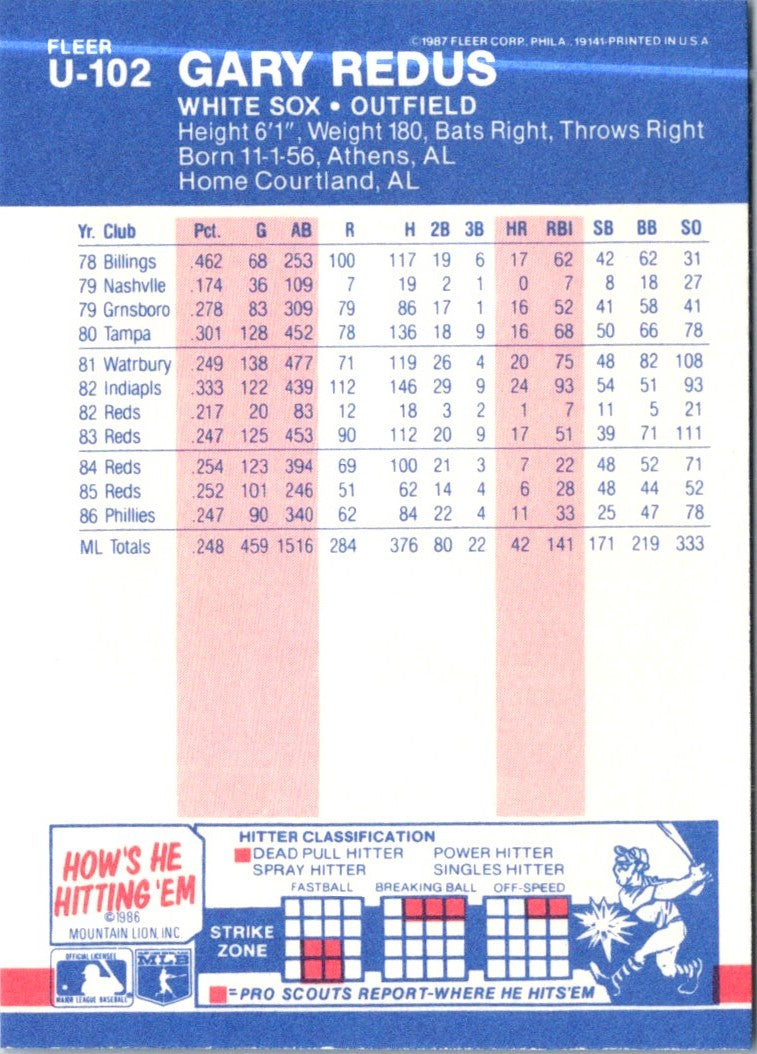 FLEER ©1987 FLEER CORP. PHILA., 19141-PRINTED IN U S A
U-102 GARY REDUS
WHITE SOX • OUTFIELD
Height 6'1", Weight 180, Bats Right, Throws Right
Born 11-1-56, Athens, AL
Home Courtland, AL
Yr. Club Pct. G AB R H 2B 3B HR RBI SB BB SO
78 Billings .462 68 253 100 117 19 6 17 62 42 62 31
79 Nashvlle .174 36 109 7 19 2 1 0 7 8 18 27
79 Grnsboro .278 83 309 79 86 17 1 16 52 41 58 41
80 Tampa .301 128 452 78 136 18 9 16 68 50 66 78
81 Watrbury .249 138 477 71 119 26 4 20 75 48 82 108
82 Indiapls .333 122 439 112 146 29 9 24 93 54 51 93
82 Reds .217 20 83 12 18 3 2 1 7 11 5 21
83 Reds .247 125 453 90 112 20 9 17 51 39 71 111
84 Reds .254 123 394 69 100 21 3 7 22 48 52 71
85 Reds .252 101 246 51 62 14 4 6 28 48 44 52
86 Phillies .247 90 340 62 84 22 4 11 33 25 47 78
ML Totals .248 459 1516 284 376 80 22 42 141 171 219 333
HOW'S HE
HITTING 'EM
©1986
MOUNTAIN LION, INC.
HITTER CLASSIFICATION
DEAD PULL HITTER POWER HITTER
SPRAY HITTER SINGLES HITTER
FASTBALL BREAKING BALL OFF-SPEED
STRIKE
ZONE
=PRO SCOUTS REPORT-WHERE HE HITS'EM
OFFICIAL LICENSEE
MAJOR LEAGUE BASEBALL
MLB